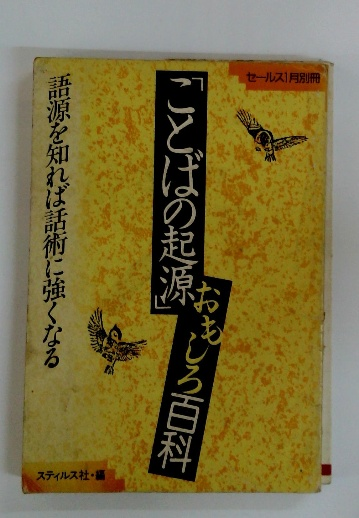 セールス1月別冊
「ことばの起源」
おもしろ百科
語源を知れば話術に強くなる
スティルス社・編